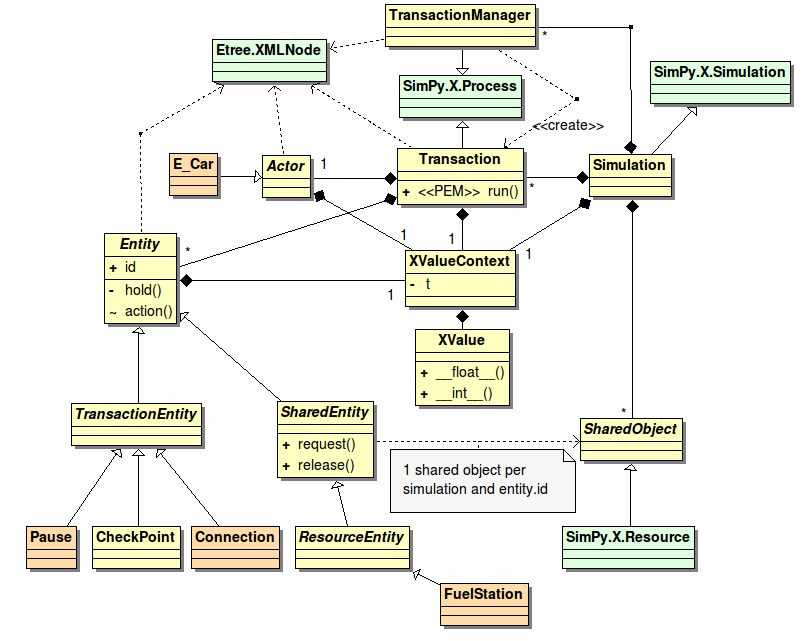 TransactionManager
*
Etree.XMLNode
SimPy.X.Simulation
SimPy.X.Process
<<create>>
E_Car
Actor
1
Transaction
+ <<PEM>> run()
*
Simulation
Entity
+ id
- hold()
~ action()
*
1
1
1
1
XValueContext
- t
XValue
+ __float__()
+ __int__()
TransactionEntity
SharedEntity
+ request()
+ release()
*
SharedObject
1 shared object per
simulation and entity.id
Pause
CheckPoint
Connection
ResourceEntity
SimPy.X.Resource
FuelStation